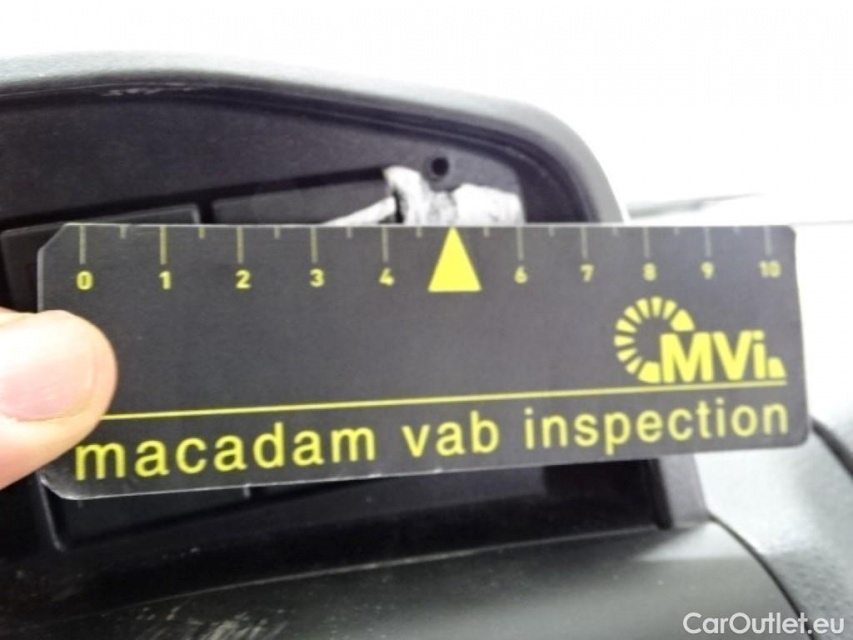 0 1 2 3 4 6 7 8 9 10
MVi
macadam vab inspection
CarOutlet.eu